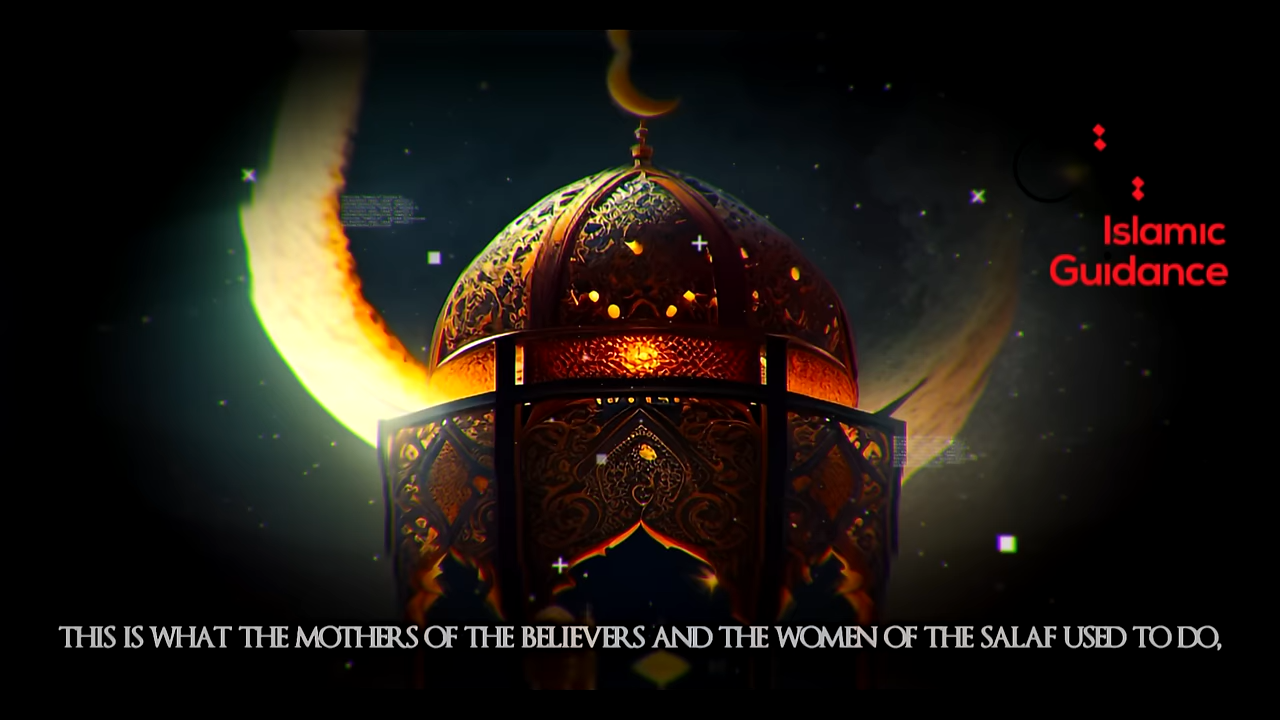 Islamic
Guidance
THIS IS WHAT THE MOTHERS OF THE BELIEVERS AND THE WOMEN OF THE SALAF USED TO DO,